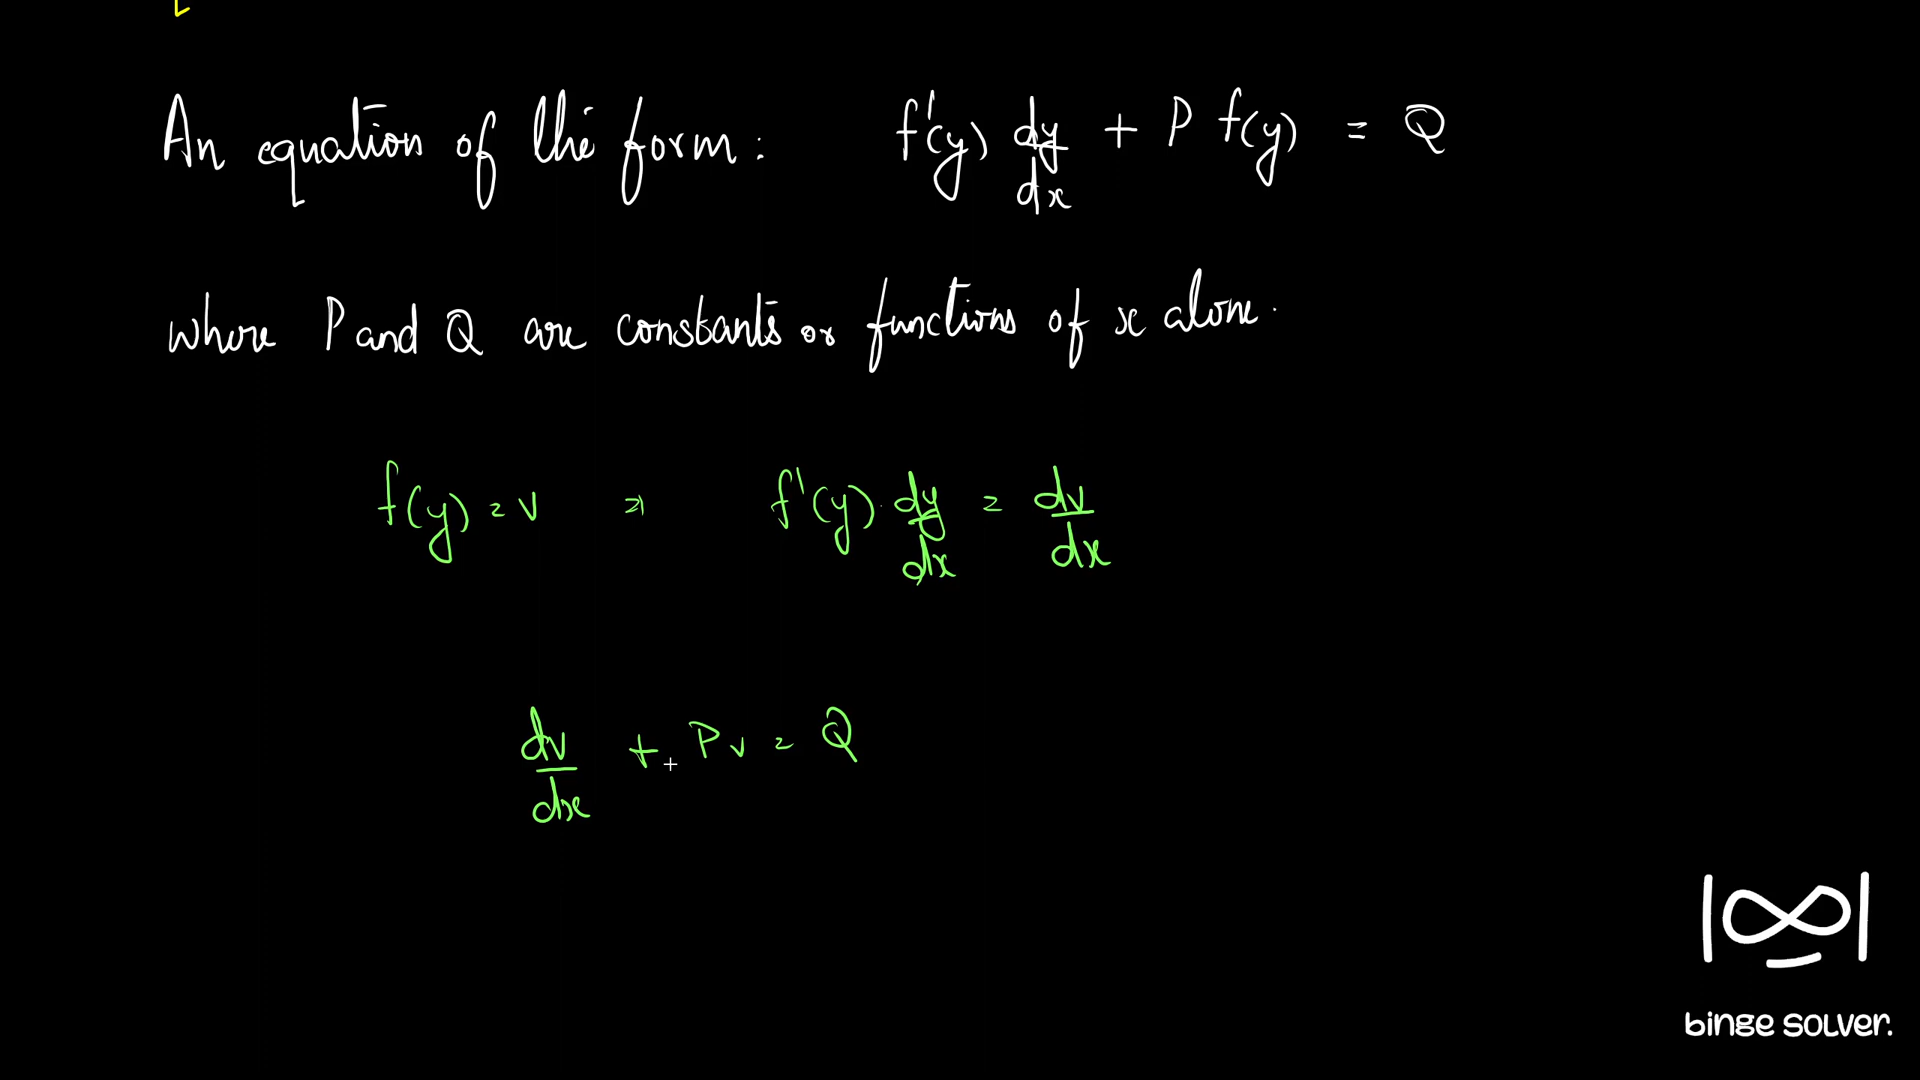 An equation of the form: f'(y) dy/dx + P f(y) = Q
where P and Q are constants or functions of x alone.
f(y) = v ⇒ f'(y) · dy/dx = dv/dx
dv/dx + Pv = Q
binge solver.